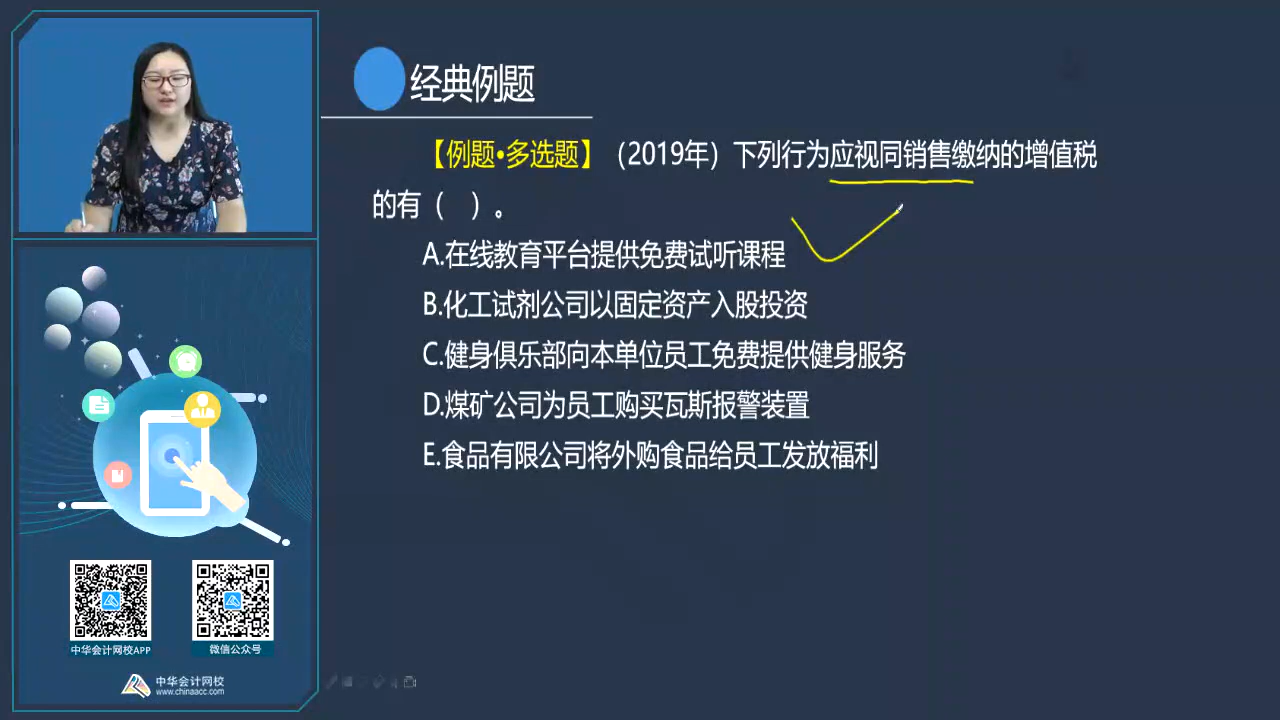 经典例题
【例题•多选题】（2019年）下列行为应视同销售缴纳的增值税
的有（ ）。
A.在线教育平台提供免费试听课程
B.化工试剂公司以固定资产入股投资
C.健身俱乐部向本单位员工免费提供健身服务
D.煤矿公司为员工购买瓦斯报警装置
E.食品有限公司将外购食品给员工发放福利
中华会计网校APP
微信公众号
中华会计网校
www.chinaacc.com